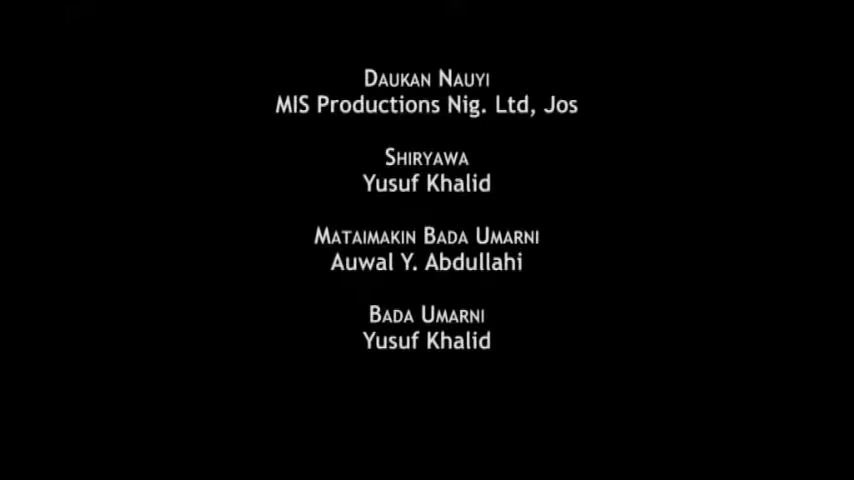 Daukan Nauyi
MIS Productions Nig. Ltd, Jos
Shiryawa
Yusuf Khalid
Mataimakin Bada Umarni
Auwal Y. Abdullahi
Bada Umarni
Yusuf Khalid